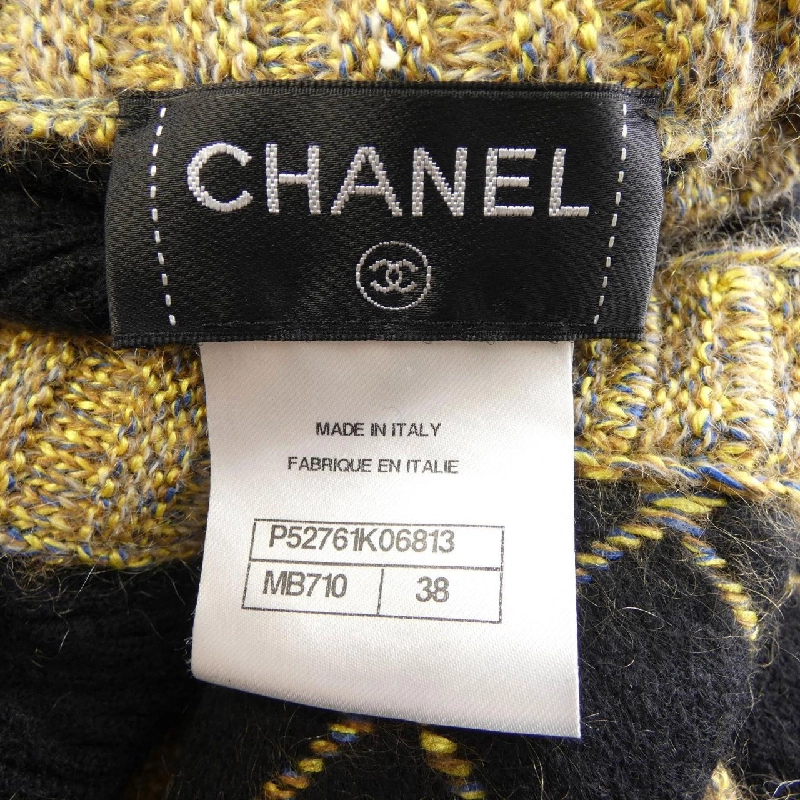 CHANEL
MADE IN ITALY
FABRIQUE EN ITALIE
P52761K06813
MB710 38